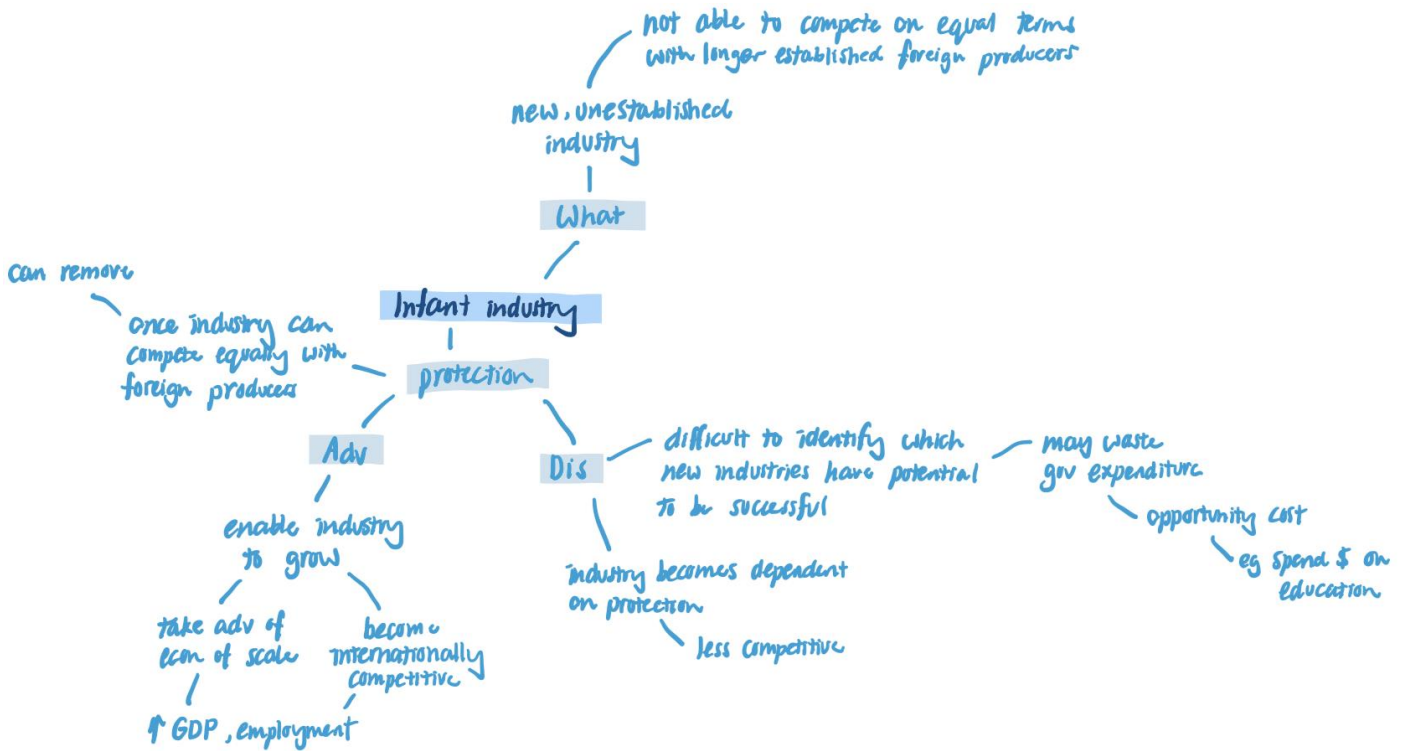 not able to compete on equal terms
with longer established foreign producers
new, unestablished
industry
What
Infant industry
protection
can remove
once industry can
compete equally with
foreign producers
Adv
enable industry
to grow
take adv of
econ of scale
become
internationally
competitive
↑ GDP, employment
Dis
difficult to identify which
new industries have potential
to be successful
may waste
gov expenditure
opportunity cost
eg spend $ on
education
industry becomes dependent
on protection
less competitive